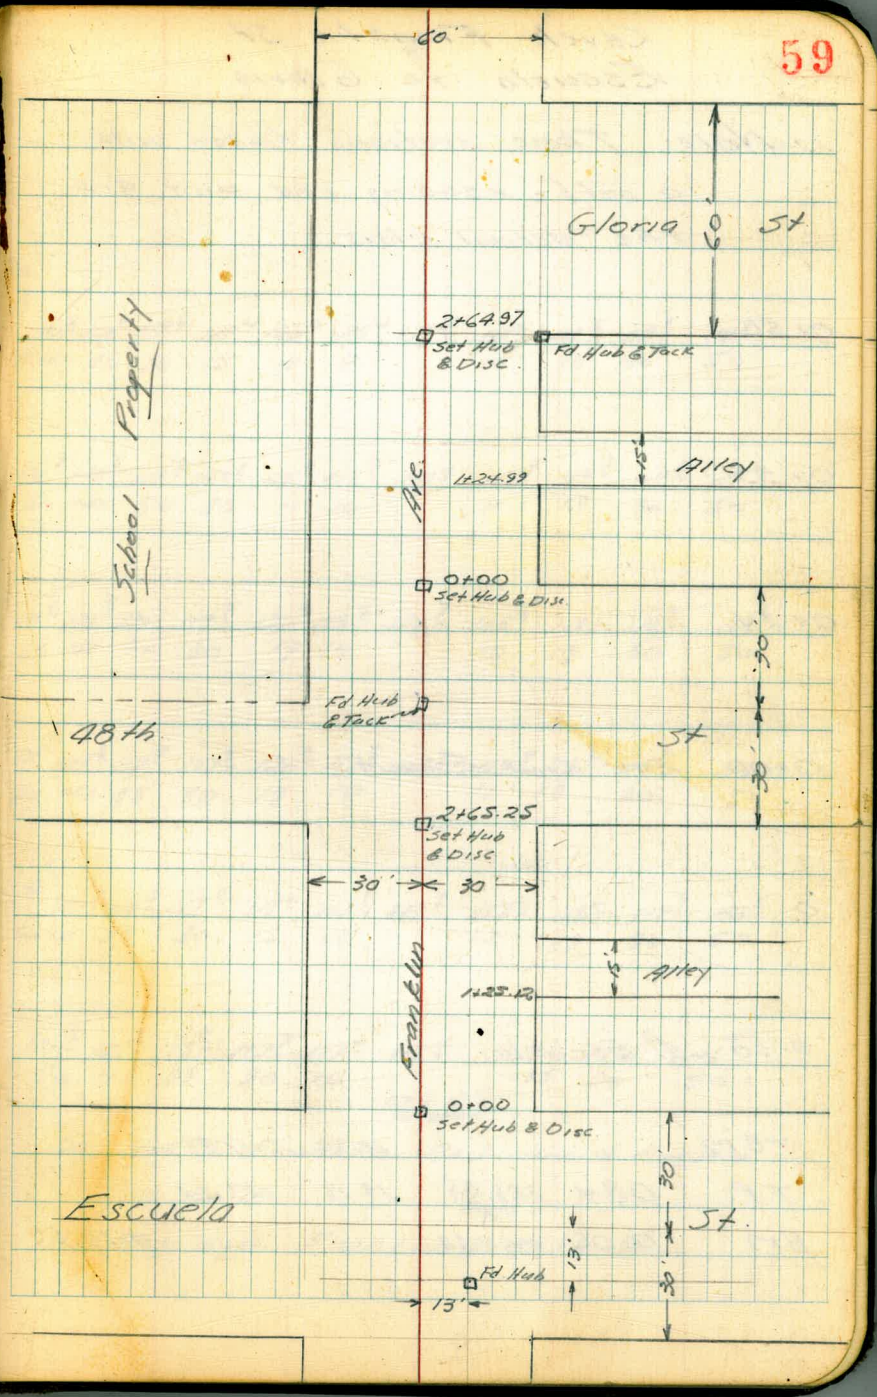 60'
59
Gloria St
60'
2+64.97
Set Hub
& Disc.
Fd Hub & Tack
School Property
15'
Alley
1+24.99
Ave.
0+00
Set Hub & Disc
30'
Fd Hub
& Tack
48th St
30'
2+65.25
Set Hub
& Disc
30' 30'
15'
Alley
1+25.12
Franklin
0+00
Set Hub & Disc.
30'
Escuela St.
13'
30'
Fd Hub
13'